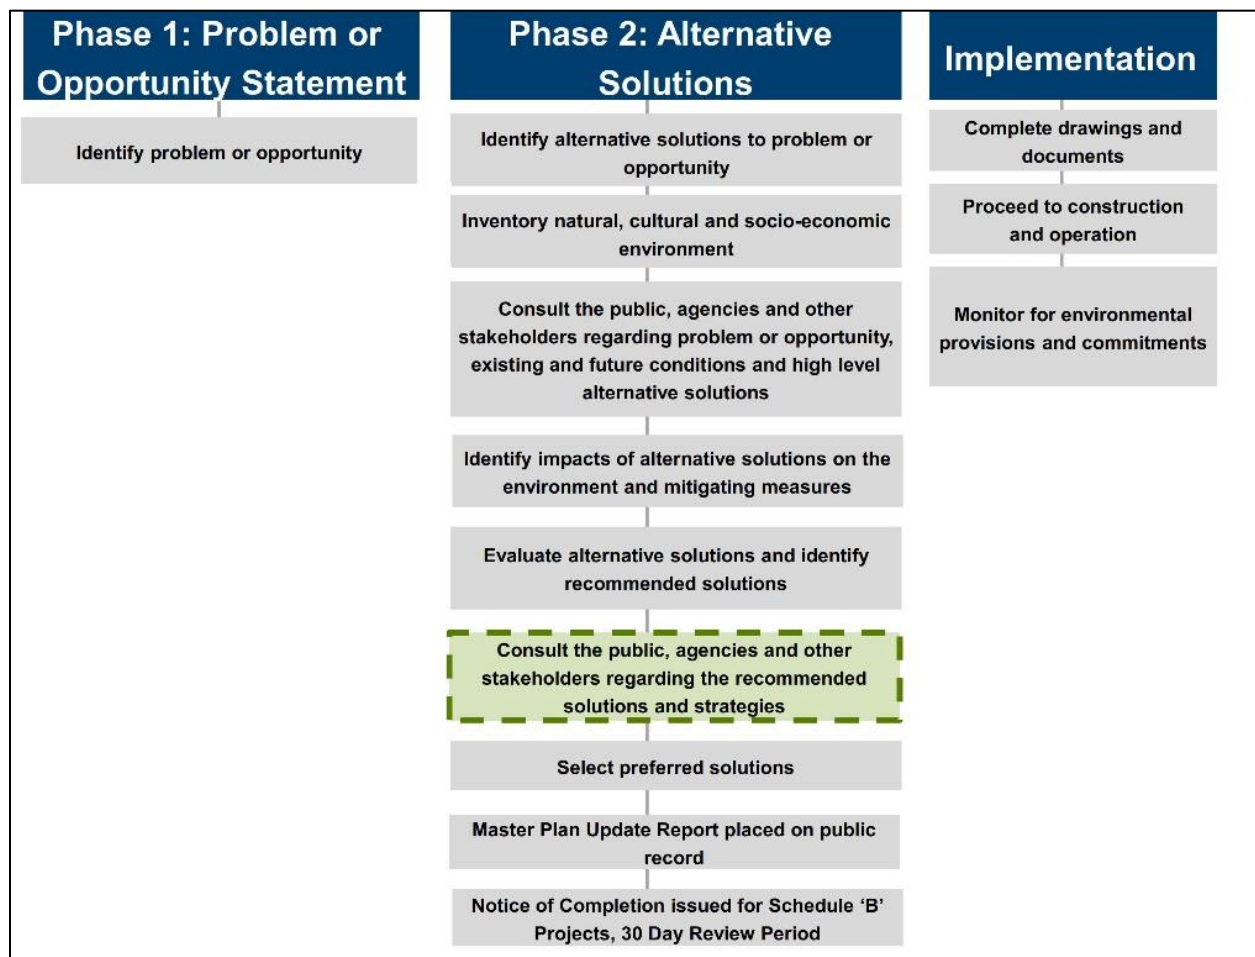 Phase 1: Problem or
Opportunity Statement
Identify problem or opportunity
Phase 2: Alternative
Solutions
Identify alternative solutions to problem or
opportunity
Inventory natural, cultural and socio-economic
environment
Consult the public, agencies and other
stakeholders regarding problem or opportunity,
existing and future conditions and high level
alternative solutions
Identify impacts of alternative solutions on the
environment and mitigating measures
Evaluate alternative solutions and identify
recommended solutions
Consult the public, agencies and other
stakeholders regarding the recommended
solutions and strategies
Select preferred solutions
Master Plan Update Report placed on public
record
Notice of Completion issued for Schedule ‘B’
Projects, 30 Day Review Period
Implementation
Complete drawings and
documents
Proceed to construction
and operation
Monitor for environmental
provisions and commitments